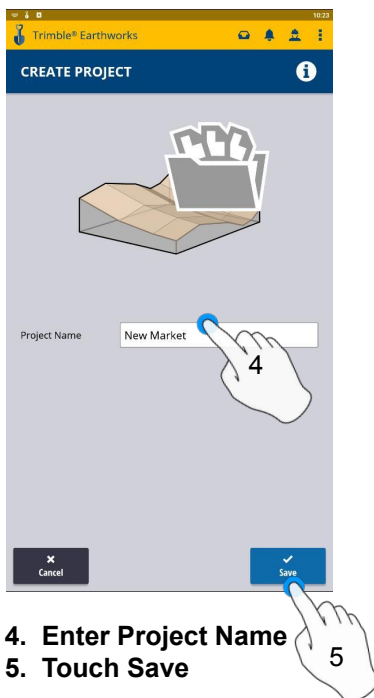 10:23
Trimble® Earthworks
CREATE PROJECT
Project Name
New Market
4
Cancel
Save
4. Enter Project Name
5. Touch Save
5